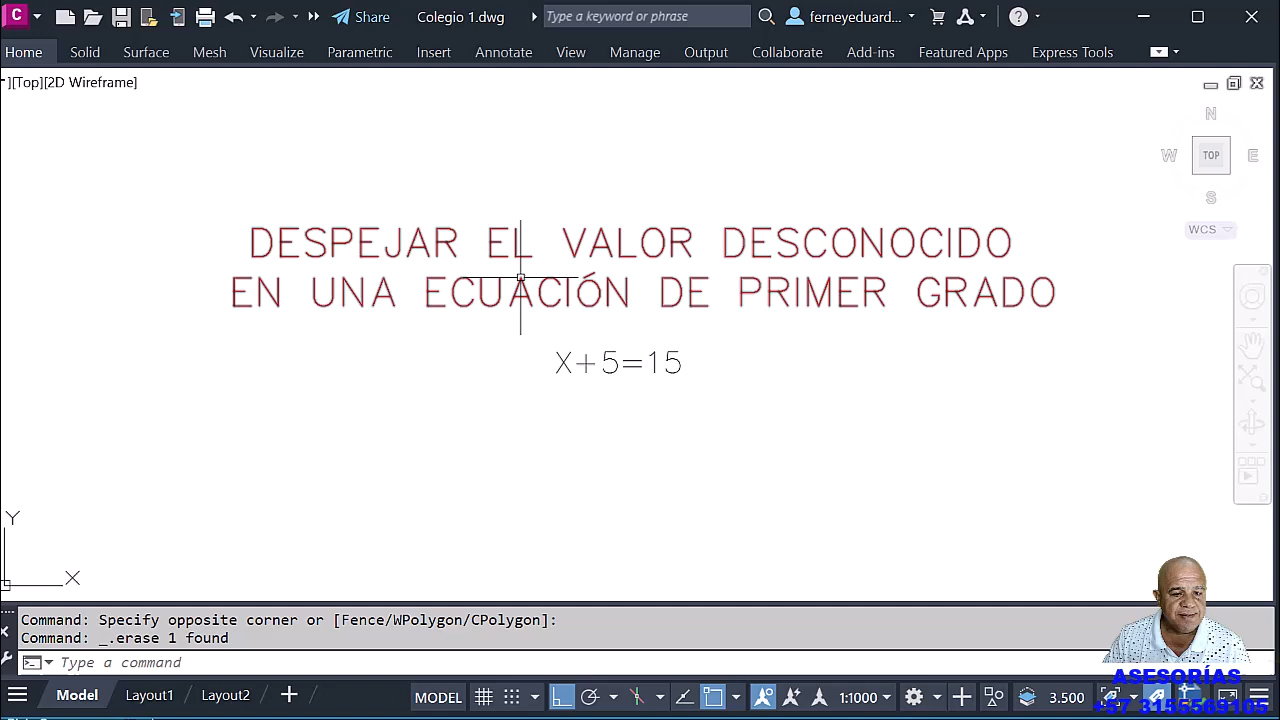 Share
Colegio 1.dwg
Type a keyword or phrase
ferneyeduard...
Home Solid Surface Mesh Visualize Parametric Insert Annotate View Manage Output Collaborate Add-ins Featured Apps Express Tools
][Top][2D Wireframe]
N
W TOP E
S
WCS
DESPEJAR EL VALOR DESCONOCIDO
EN UNA ECUACIÓN DE PRIMER GRADO
X+5=15
Y
X
Command: Specify opposite corner or [Fence/WPolygon/CPolygon]:
Command: _.erase 1 found
Type a command
ASESORÍAS
+57 3155569105
Model Layout1 Layout2 + MODEL 1:1000 3.500